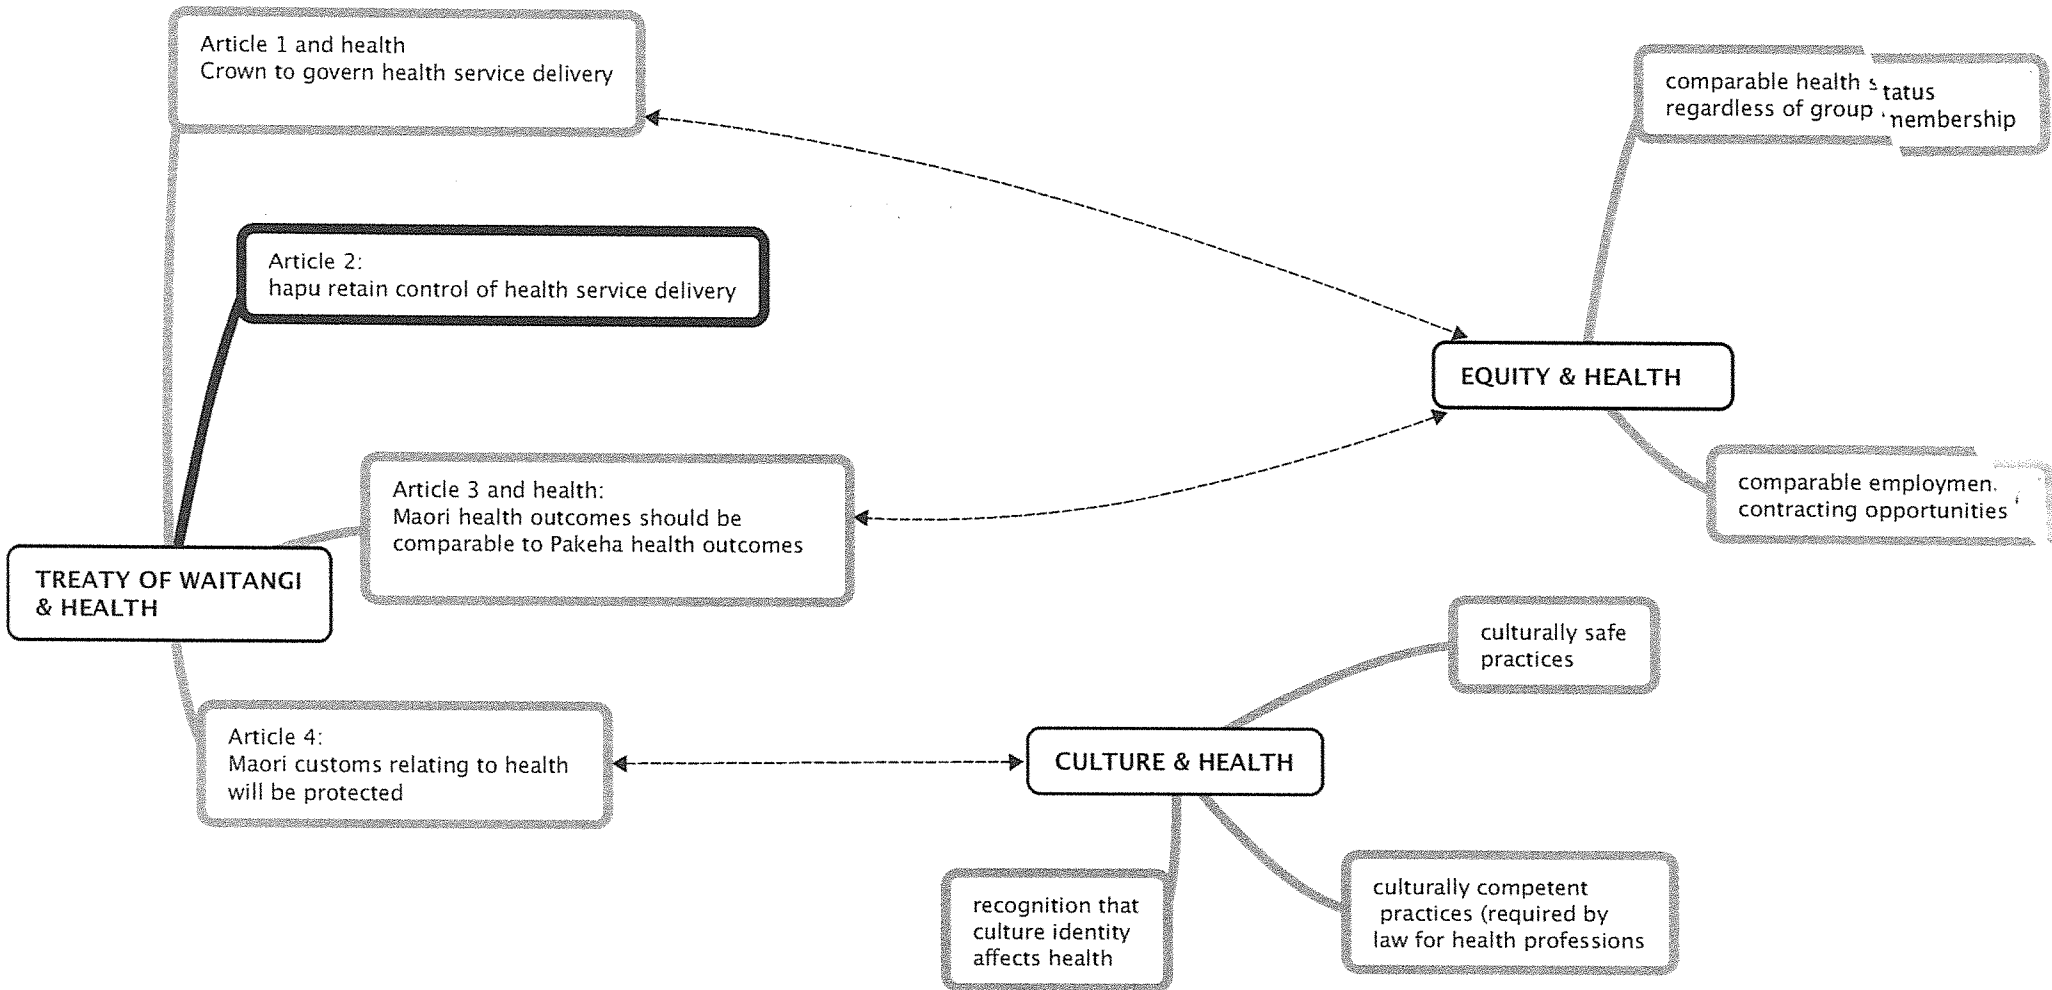 Article 1 and health
Crown to govern health service delivery
comparable health status
regardless of group membership
Article 2:
hapu retain control of health service delivery
EQUITY & HEALTH
Article 3 and health:
Maori health outcomes should be
comparable to Pakeha health outcomes
comparable employmen
contracting opportunities
TREATY OF WAITANGI
& HEALTH
culturally safe
practices
Article 4:
Maori customs relating to health
will be protected
CULTURE & HEALTH
recognition that
culture identity
affects health
culturally competent
practices (required by
law for health professions